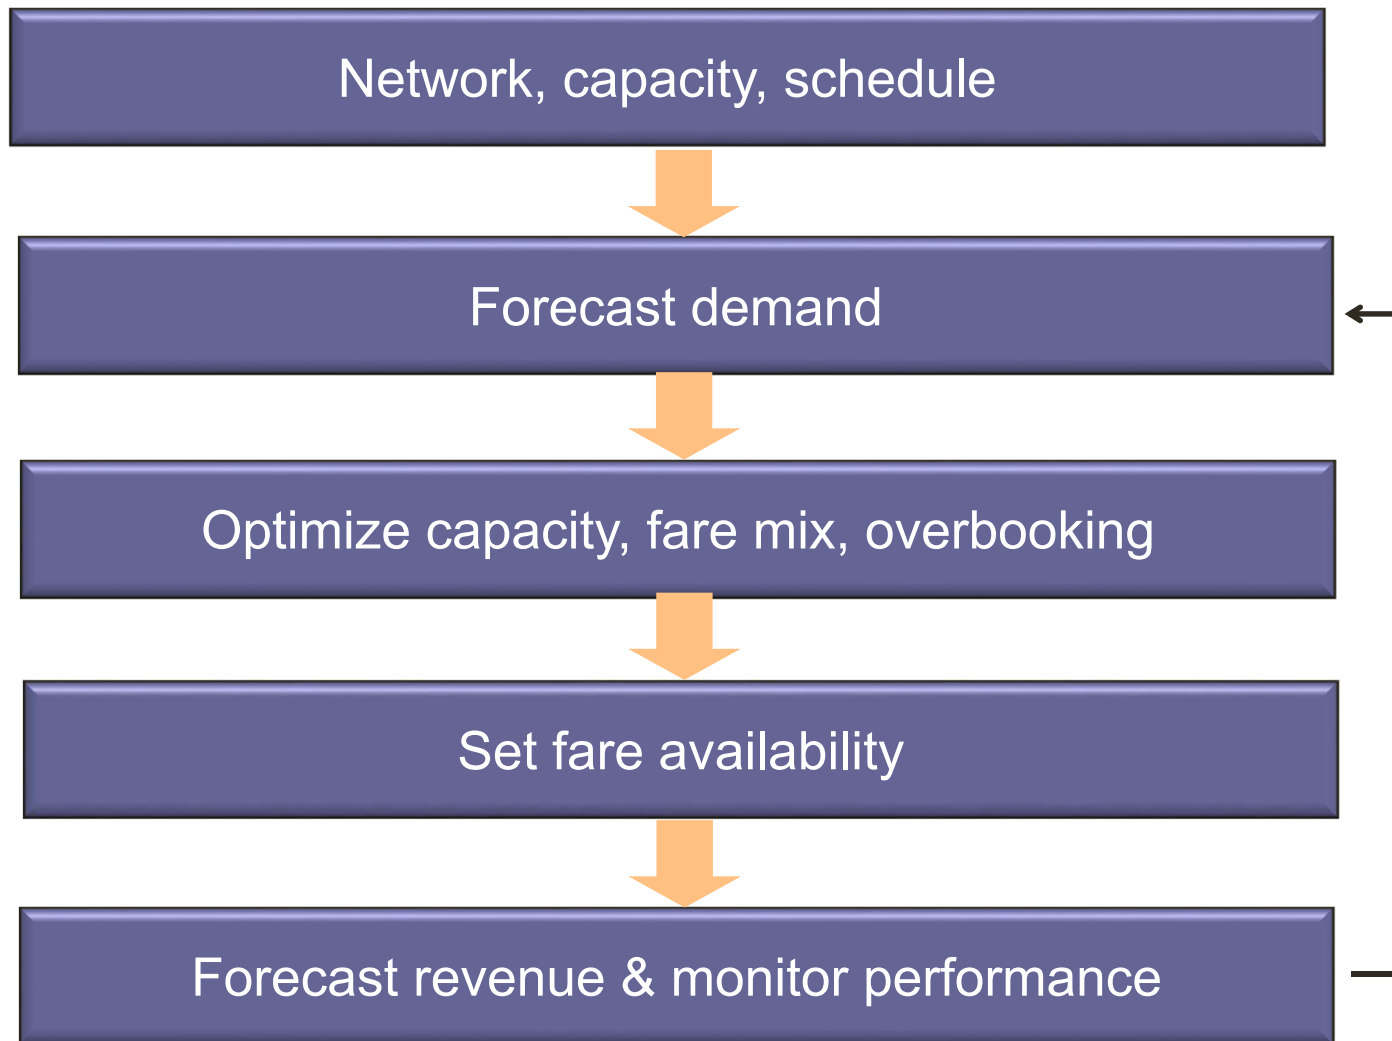 Network, capacity, schedule
Forecast demand
Optimize capacity, fare mix, overbooking
Set fare availability
Forecast revenue & monitor performance